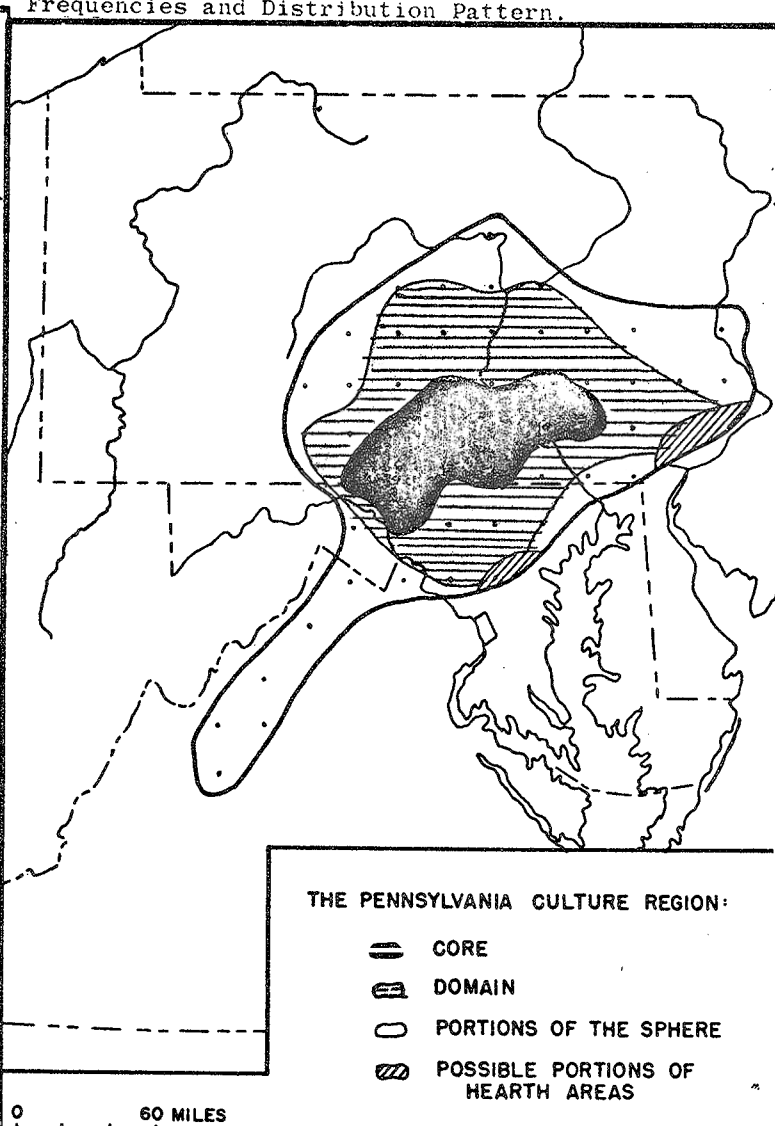 Frequencies and Distribution Pattern.
THE PENNSYLVANIA CULTURE REGION:
CORE
DOMAIN
PORTIONS OF THE SPHERE
POSSIBLE PORTIONS OF
HEARTH AREAS
0 60 MILES